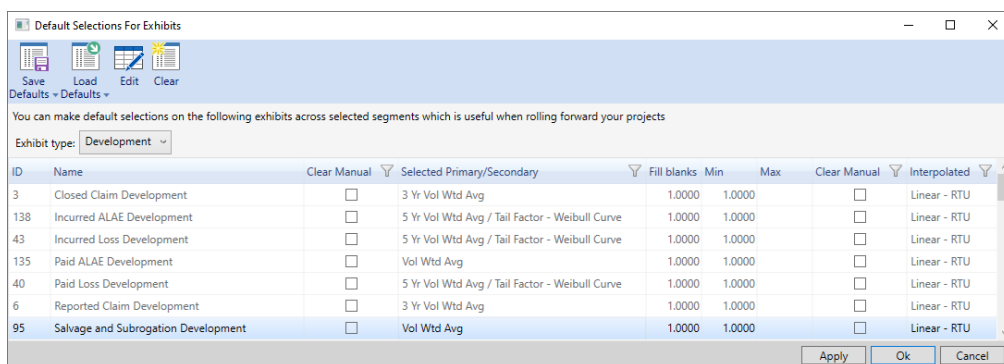 Default Selections For Exhibits
Save Defaults Load Defaults Edit Clear
You can make default selections on the following exhibits across selected segments which is useful when rolling forward your projects
Exhibit type: Development
ID Name Clear Manual Selected Primary/Secondary Fill blanks Min Max Clear Manual Interpolated
3 Closed Claim Development 3 Yr Vol Wtd Avg 1.0000 1.0000 Linear - RTU
138 Incurred ALAE Development 5 Yr Vol Wtd Avg / Tail Factor - Weibull Curve 1.0000 1.0000 Linear - RTU
43 Incurred Loss Development 5 Yr Vol Wtd Avg / Tail Factor - Weibull Curve 1.0000 1.0000 Linear - RTU
135 Paid ALAE Development Vol Wtd Avg 1.0000 1.0000 Linear - RTU
40 Paid Loss Development 5 Yr Vol Wtd Avg / Tail Factor - Weibull Curve 1.0000 1.0000 Linear - RTU
6 Reported Claim Development 3 Yr Vol Wtd Avg 1.0000 1.0000 Linear - RTU
95 Salvage and Subrogation Development Vol Wtd Avg 1.0000 1.0000 Linear - RTU
Apply Ok Cancel